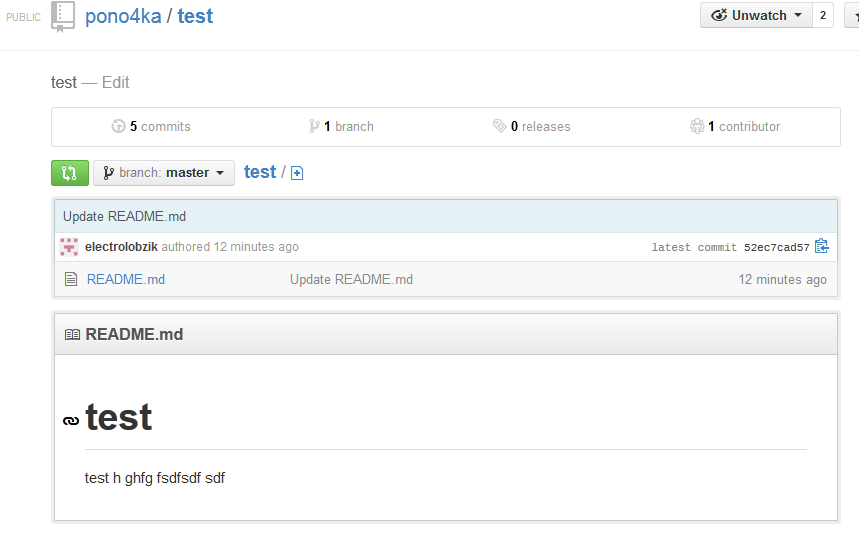 PUBLIC pono4ka / test Unwatch 2
test — Edit
5 commits 1 branch 0 releases 1 contributor
branch: master test /
Update README.md
electrolobzik authored 12 minutes ago latest commit 52ec7cad57
README.md Update README.md 12 minutes ago
README.md
test
test h ghfg fsdfsdf sdf